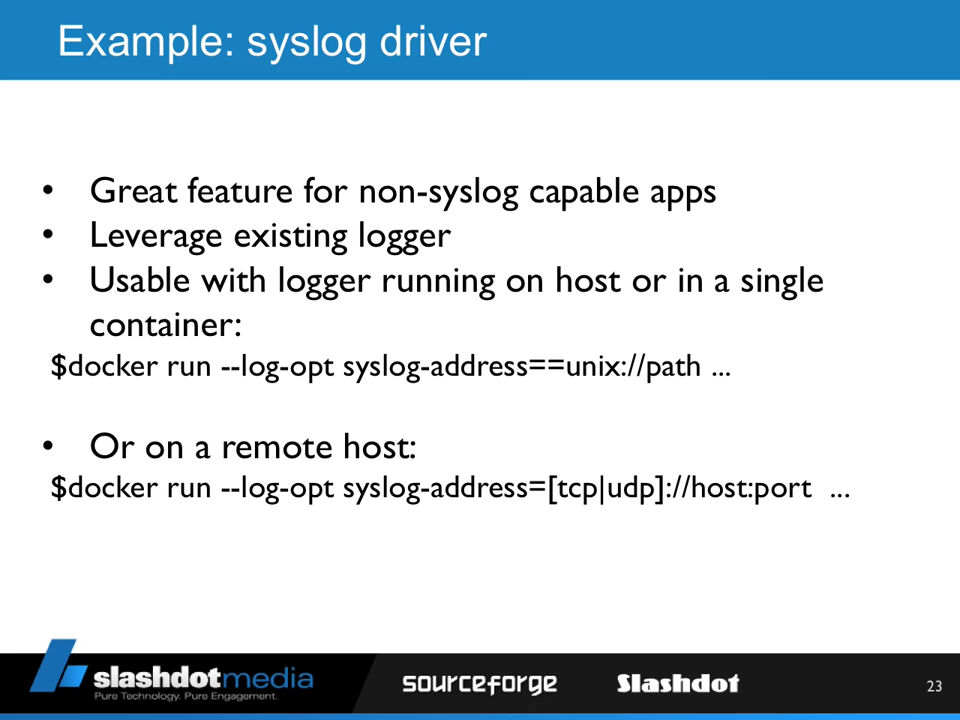 Example: syslog driver
• Great feature for non-syslog capable apps
• Leverage existing logger
• Usable with logger running on host or in a single
container:
$docker run --log-opt syslog-address==unix://path ...
• Or on a remote host:
$docker run --log-opt syslog-address=[tcp|udp]://host:port ...
slashdotmedia
Pure Technology. Pure Engagement.
sourceforge
Slashdot
23